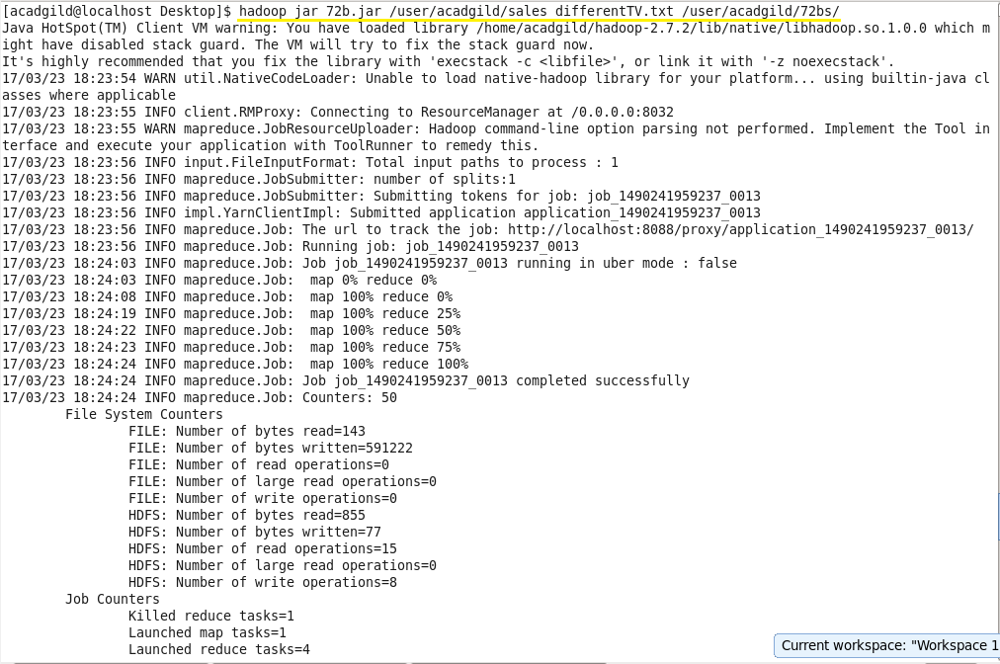 [acadgild@localhost Desktop]$ hadoop jar 72b.jar /user/acadgild/sales differentTV.txt /user/acadgild/72bs/
Java HotSpot(TM) Client VM warning: You have loaded library /home/acadgild/hadoop-2.7.2/lib/native/libhadoop.so.1.0.0 which m
ight have disabled stack guard. The VM will try to fix the stack guard now.
It's highly recommended that you fix the library with 'execstack -c <libfile>', or link it with '-z noexecstack'.
17/03/23 18:23:54 WARN util.NativeCodeLoader: Unable to load native-hadoop library for your platform... using builtin-java cl
asses where applicable
17/03/23 18:23:55 INFO client.RMProxy: Connecting to ResourceManager at /0.0.0.0:8032
17/03/23 18:23:55 WARN mapreduce.JobResourceUploader: Hadoop command-line option parsing not performed. Implement the Tool in
terface and execute your application with ToolRunner to remedy this.
17/03/23 18:23:56 INFO input.FileInputFormat: Total input paths to process : 1
17/03/23 18:23:56 INFO mapreduce.JobSubmitter: number of splits:1
17/03/23 18:23:56 INFO mapreduce.JobSubmitter: Submitting tokens for job: job_1490241959237_0013
17/03/23 18:23:56 INFO impl.YarnClientImpl: Submitted application application_1490241959237_0013
17/03/23 18:23:56 INFO mapreduce.Job: The url to track the job: http://localhost:8088/proxy/application_1490241959237_0013/
17/03/23 18:23:56 INFO mapreduce.Job: Running job: job_1490241959237_0013
17/03/23 18:24:03 INFO mapreduce.Job: Job job_1490241959237_0013 running in uber mode : false
17/03/23 18:24:03 INFO mapreduce.Job:  map 0% reduce 0%
17/03/23 18:24:08 INFO mapreduce.Job:  map 100% reduce 0%
17/03/23 18:24:19 INFO mapreduce.Job:  map 100% reduce 25%
17/03/23 18:24:22 INFO mapreduce.Job:  map 100% reduce 50%
17/03/23 18:24:23 INFO mapreduce.Job:  map 100% reduce 75%
17/03/23 18:24:24 INFO mapreduce.Job:  map 100% reduce 100%
17/03/23 18:24:24 INFO mapreduce.Job: Job job_1490241959237_0013 completed successfully
17/03/23 18:24:24 INFO mapreduce.Job: Counters: 50
File System Counters
FILE: Number of bytes read=143
FILE: Number of bytes written=591222
FILE: Number of read operations=0
FILE: Number of large read operations=0
FILE: Number of write operations=0
HDFS: Number of bytes read=855
HDFS: Number of bytes written=77
HDFS: Number of read operations=15
HDFS: Number of large read operations=0
HDFS: Number of write operations=8
Job Counters
Killed reduce tasks=1
Launched map tasks=1
Launched reduce tasks=4
Current workspace: "Workspace 1